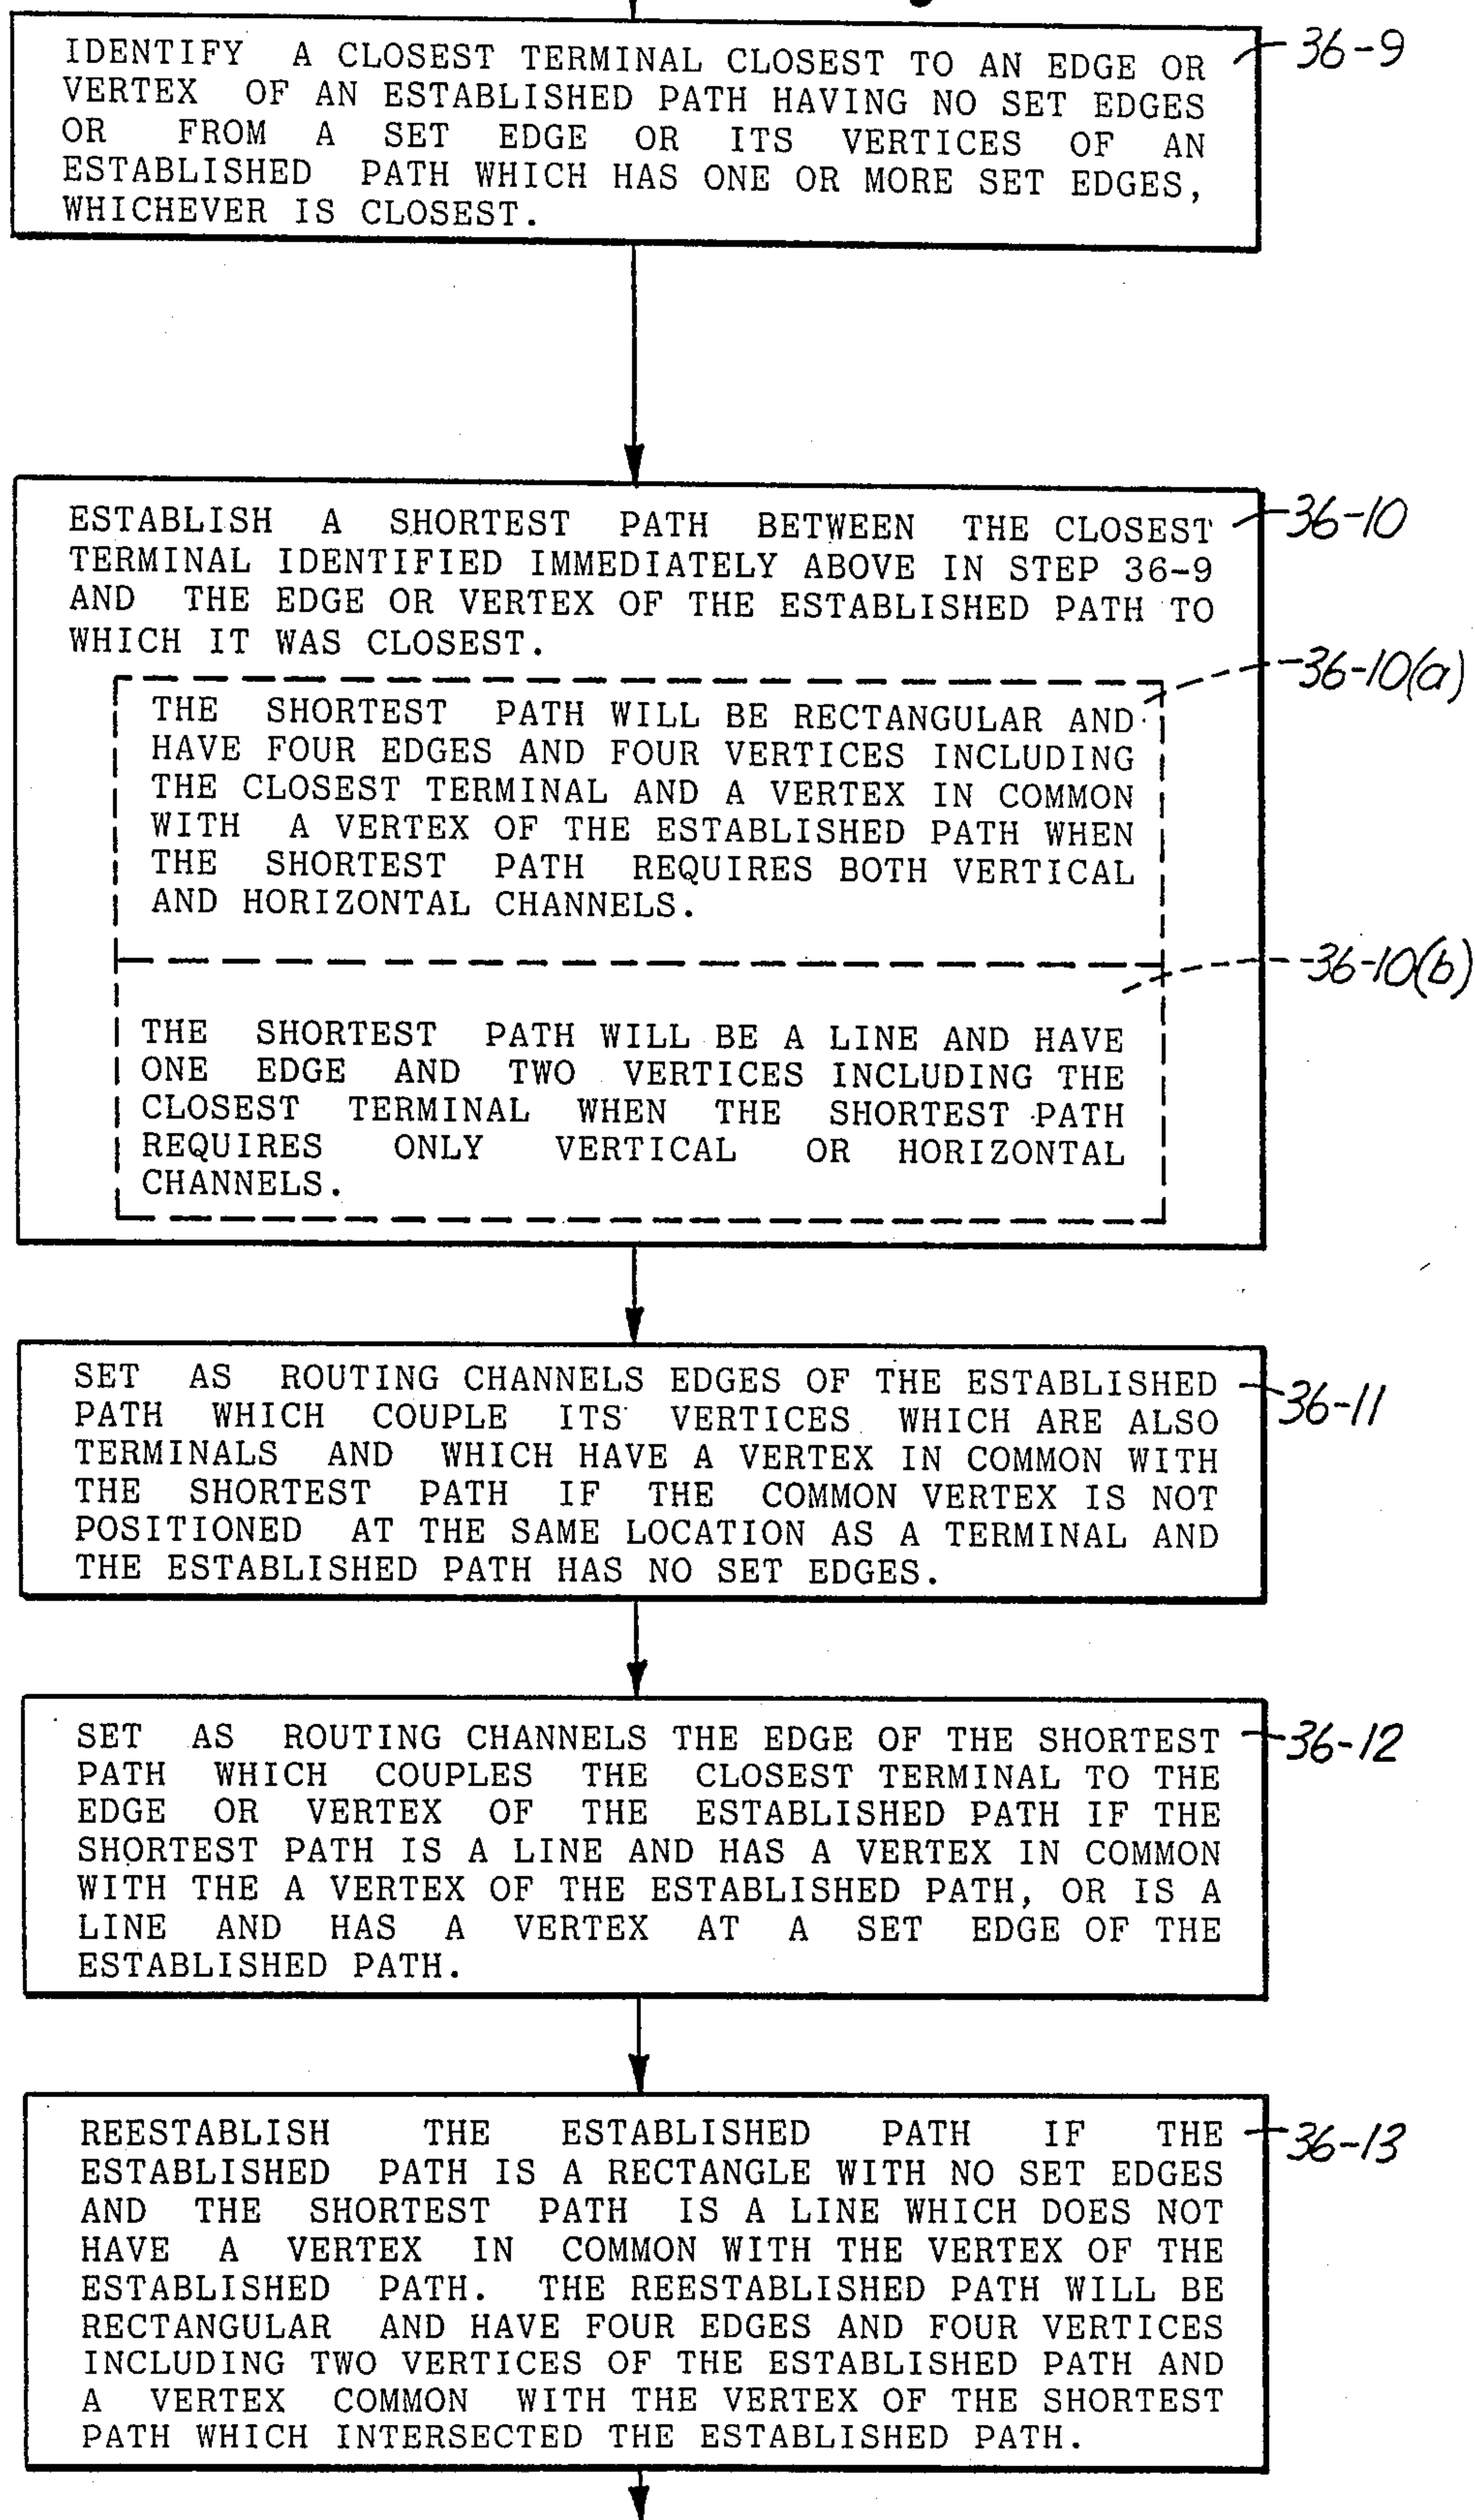 IDENTIFY A CLOSEST TERMINAL CLOSEST TO AN EDGE OR
VERTEX OF AN ESTABLISHED PATH HAVING NO SET EDGES
OR FROM A SET EDGE OR ITS VERTICES OF AN
ESTABLISHED PATH WHICH HAS ONE OR MORE SET EDGES,
WHICHEVER IS CLOSEST.
36-9
ESTABLISH A SHORTEST PATH BETWEEN THE CLOSEST
TERMINAL IDENTIFIED IMMEDIATELY ABOVE IN STEP 36-9
AND THE EDGE OR VERTEX OF THE ESTABLISHED PATH TO
WHICH IT WAS CLOSEST.
36-10
THE SHORTEST PATH WILL BE RECTANGULAR AND
HAVE FOUR EDGES AND FOUR VERTICES INCLUDING
THE CLOSEST TERMINAL AND A VERTEX IN COMMON
WITH A VERTEX OF THE ESTABLISHED PATH WHEN
THE SHORTEST PATH REQUIRES BOTH VERTICAL
AND HORIZONTAL CHANNELS.
36-10(a)
THE SHORTEST PATH WILL BE A LINE AND HAVE
ONE EDGE AND TWO VERTICES INCLUDING THE
CLOSEST TERMINAL WHEN THE SHORTEST PATH
REQUIRES ONLY VERTICAL OR HORIZONTAL
CHANNELS.
36-10(b)
SET AS ROUTING CHANNELS EDGES OF THE ESTABLISHED
PATH WHICH COUPLE ITS VERTICES WHICH ARE ALSO
TERMINALS AND WHICH HAVE A VERTEX IN COMMON WITH
THE SHORTEST PATH IF THE COMMON VERTEX IS NOT
POSITIONED AT THE SAME LOCATION AS A TERMINAL AND
THE ESTABLISHED PATH HAS NO SET EDGES.
36-11
SET AS ROUTING CHANNELS THE EDGE OF THE SHORTEST
PATH WHICH COUPLES THE CLOSEST TERMINAL TO THE
EDGE OR VERTEX OF THE ESTABLISHED PATH IF THE
SHORTEST PATH IS A LINE AND HAS A VERTEX IN COMMON
WITH THE A VERTEX OF THE ESTABLISHED PATH, OR IS A
LINE AND HAS A VERTEX AT A SET EDGE OF THE
ESTABLISHED PATH.
36-12
REESTABLISH THE ESTABLISHED PATH IF THE
ESTABLISHED PATH IS A RECTANGLE WITH NO SET EDGES
AND THE SHORTEST PATH IS A LINE WHICH DOES NOT
HAVE A VERTEX IN COMMON WITH THE VERTEX OF THE
ESTABLISHED PATH. THE REESTABLISHED PATH WILL BE
RECTANGULAR AND HAVE FOUR EDGES AND FOUR VERTICES
INCLUDING TWO VERTICES OF THE ESTABLISHED PATH AND
A VERTEX COMMON WITH THE VERTEX OF THE SHORTEST
PATH WHICH INTERSECTED THE ESTABLISHED PATH.
36-13